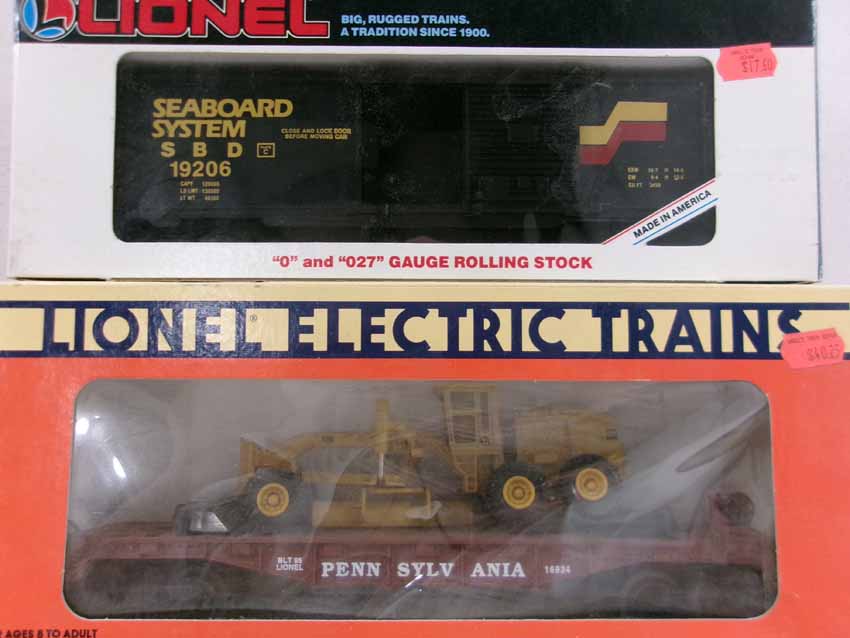 LIONEL
BIG, RUGGED TRAINS.
A TRADITION SINCE 1900.
$17.50
SEABOARD
SYSTEM
S B D
19206
CLOSE AND LOCK DOOR
BEFORE MOVING CAR
MADE IN AMERICA
"O" and "027" GAUGE ROLLING STOCK
LIONEL® ELECTRIC TRAINS
$40.25
BLT 95
LIONEL
PENN SYLV ANIA
16934
AGES 8 TO ADULT